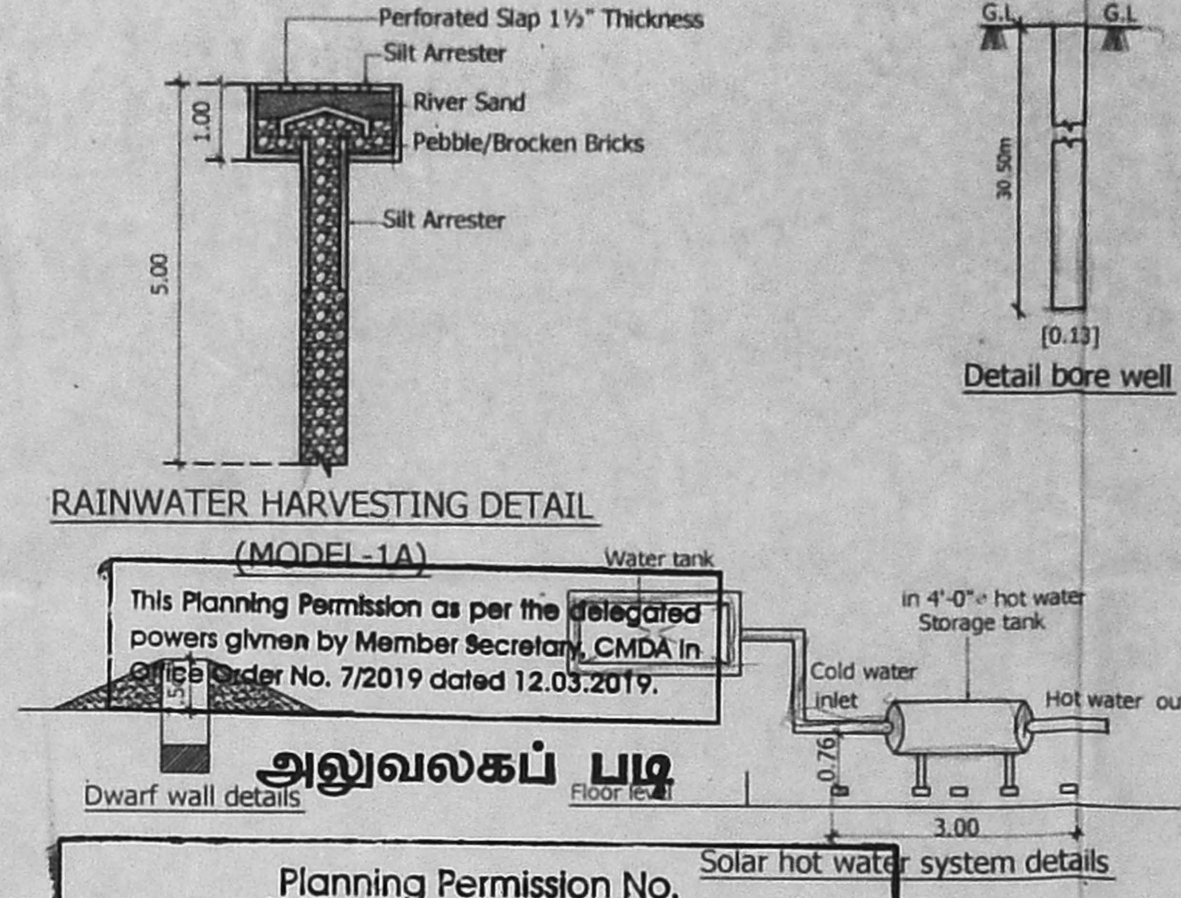 Perforated Slap 1½" Thickness
Silt Arrester
River Sand
Pebble/Brocken Bricks
Silt Arrester
1.00
5.00
RAINWATER HARVESTING DETAIL
(MODEL-1A)
G.L
G.L
30.50m
[0.13]
Detail bore well
This Planning Permission as per the delegated
powers givnen by Member Secretary, CMDA in
Office Order No. 7/2019 dated 12.03.2019.
Dwarf wall details
அலுவலகப் படி
Water tank
in 4'-0" hot water
Storage tank
Cold water
inlet
Hot water ou
0.76
Floor level
3.00
Solar hot water system details
Planning Permission No.